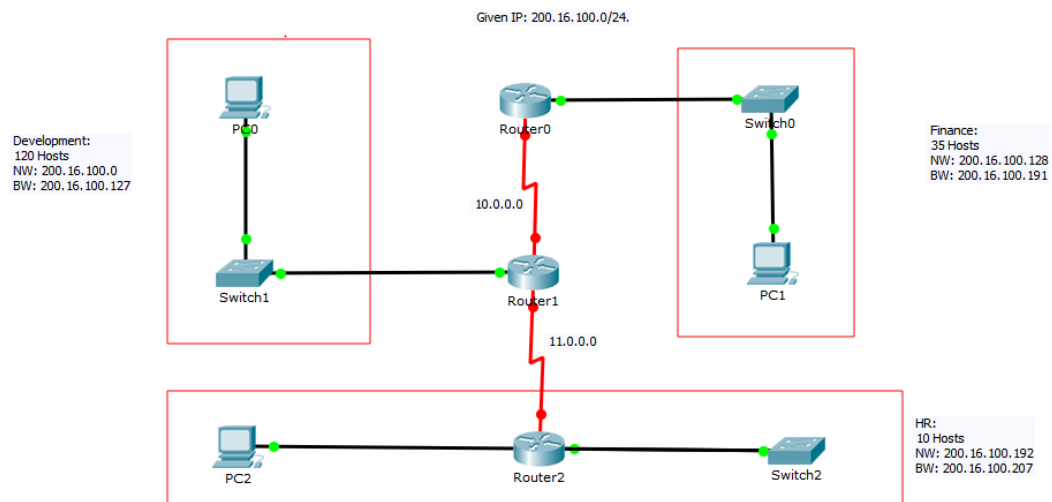 Given IP: 200.16.100.0/24.
PC0
Router0
Switch0
Development:
120 Hosts
NW: 200.16.100.0
BW: 200.16.100.127
Finance:
35 Hosts
NW: 200.16.100.128
BW: 200.16.100.191
10.0.0.0
Switch1
Router1
PC1
11.0.0.0
HR:
10 Hosts
NW: 200.16.100.192
BW: 200.16.100.207
PC2
Router2
Switch2